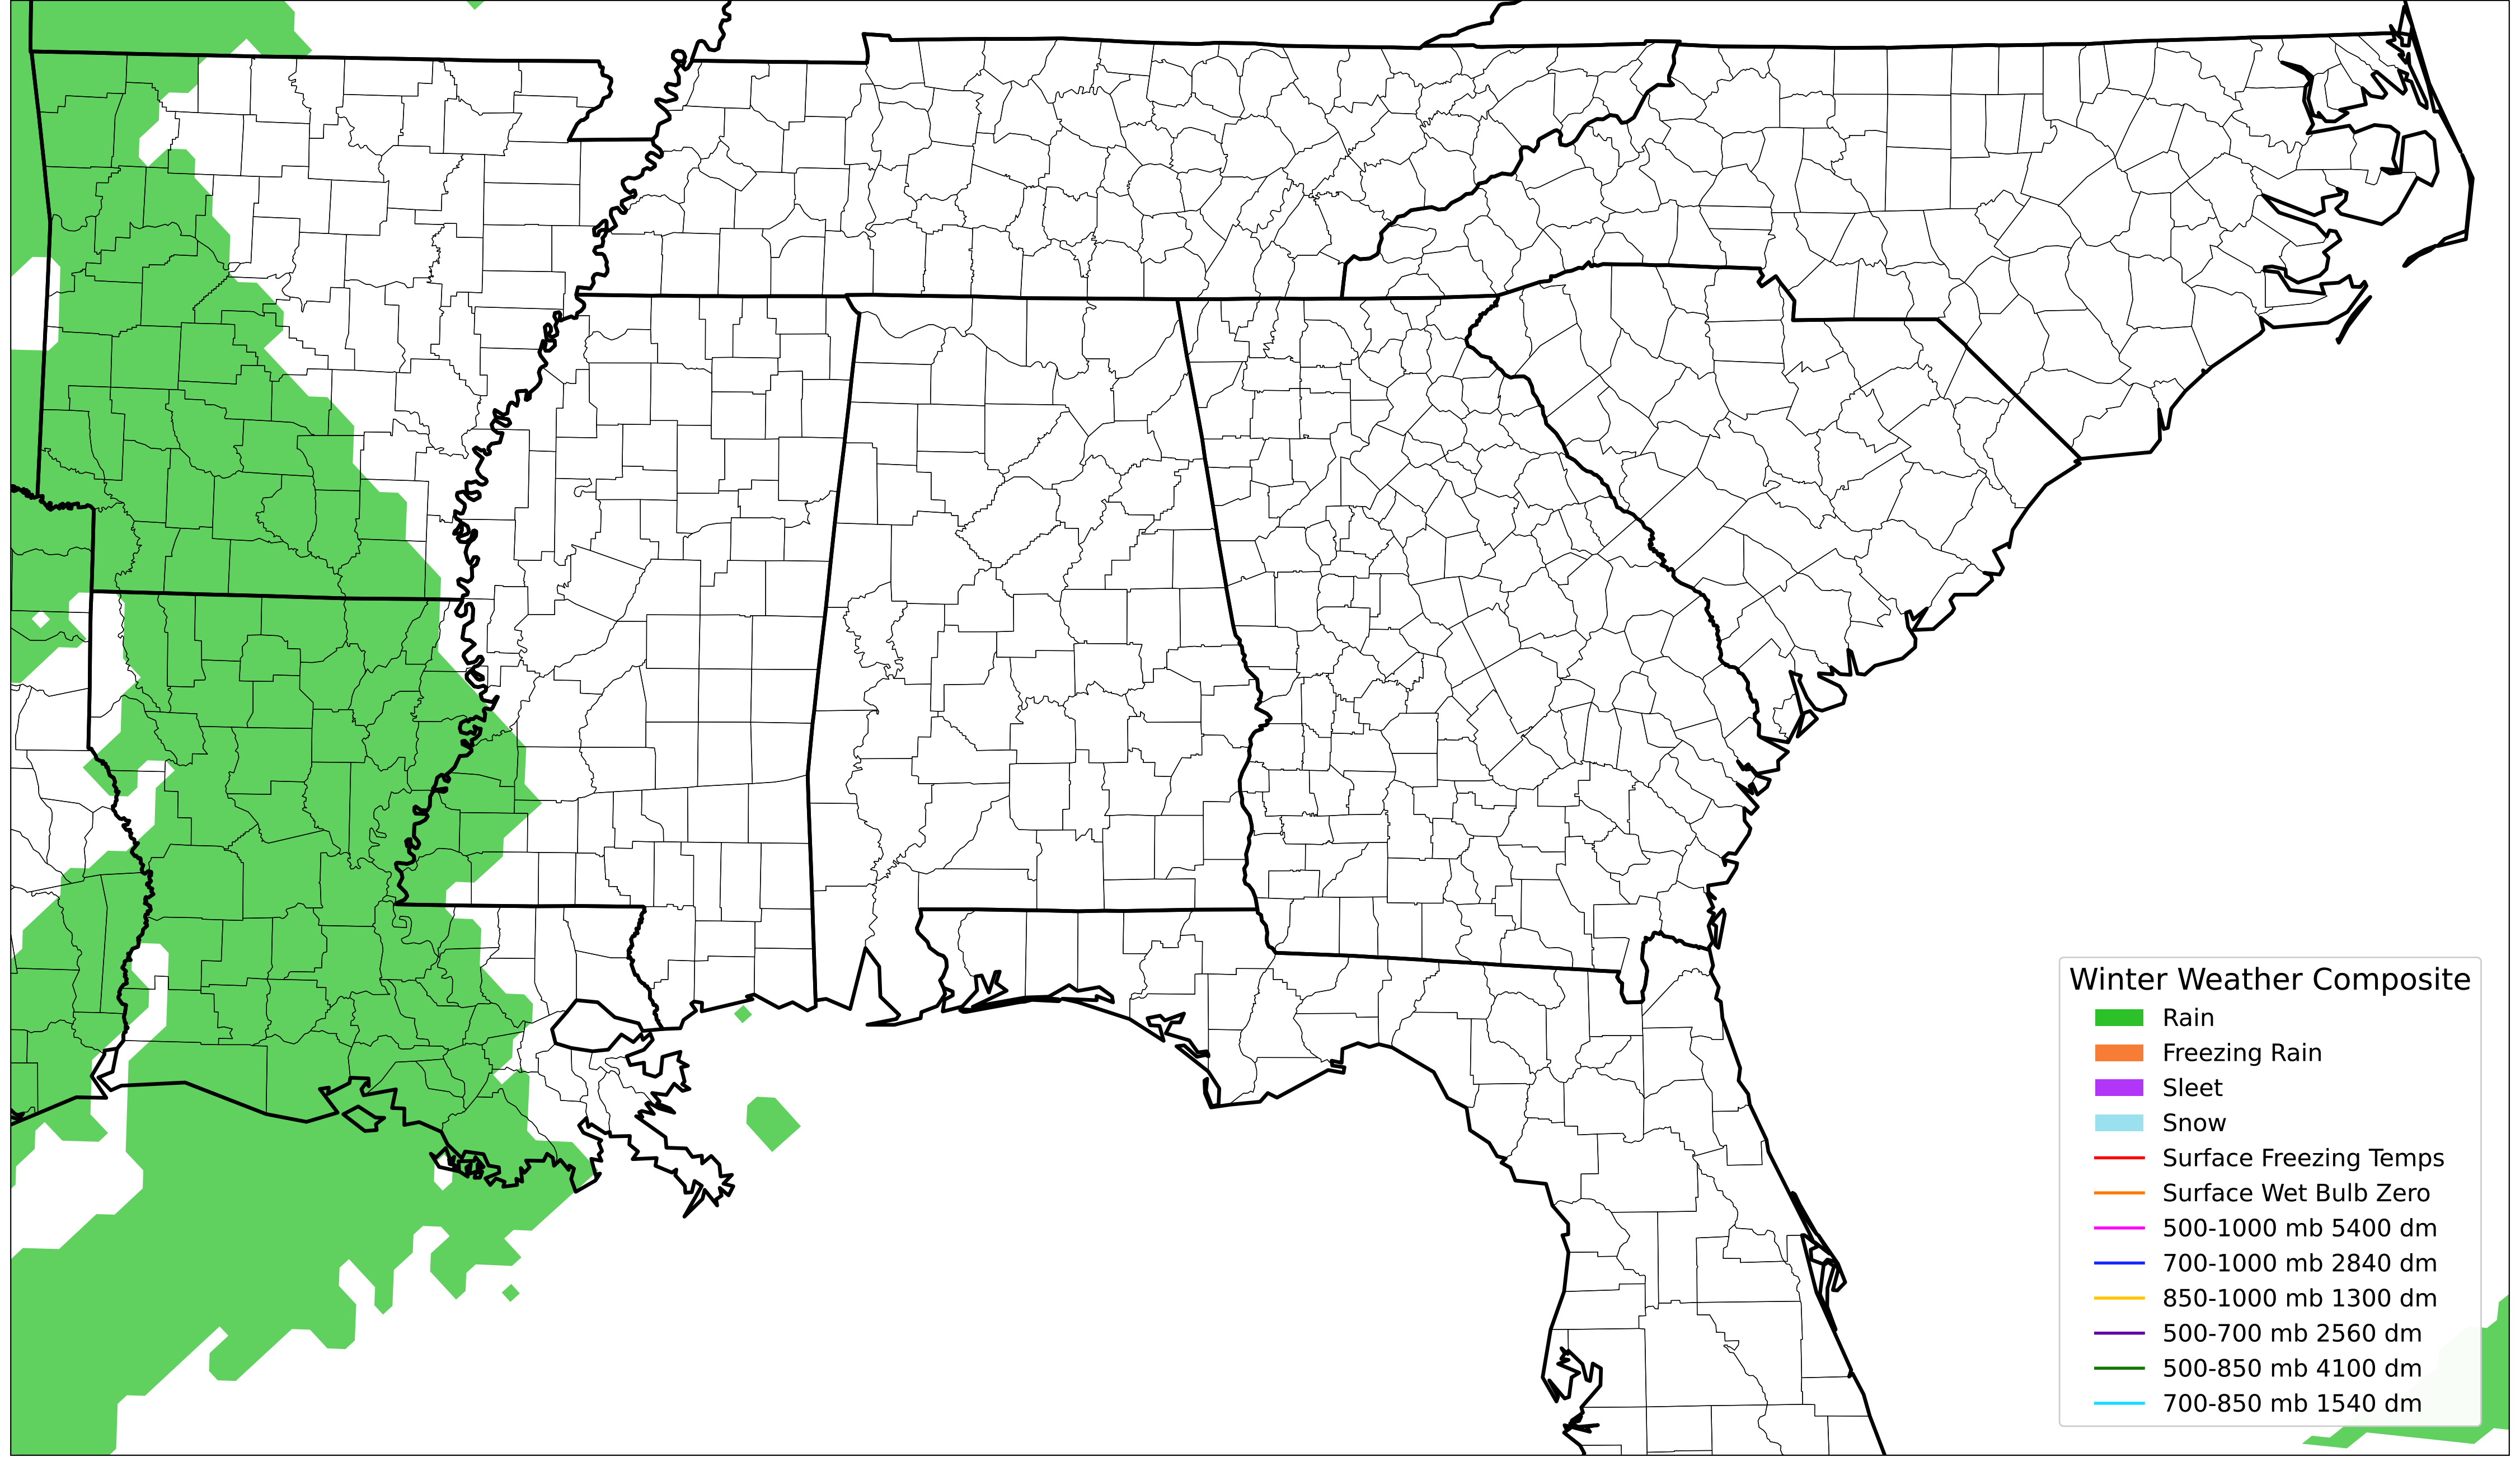 Winter Weather Composite
Rain
Freezing Rain
Sleet
Snow
Surface Freezing Temps
Surface Wet Bulb Zero
500-1000 mb 5400 dm
700-1000 mb 2840 dm
850-1000 mb 1300 dm
500-700 mb 2560 dm
500-850 mb 4100 dm
700-850 mb 1540 dm